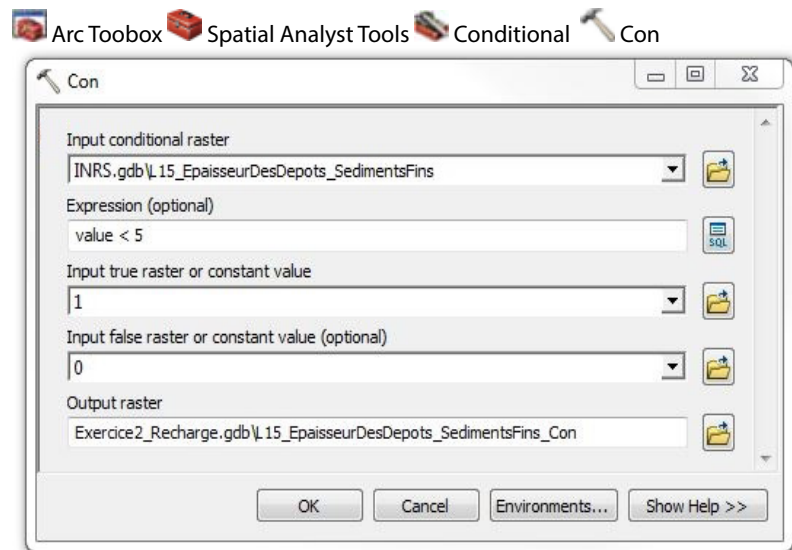 Arc Toobox Spatial Analyst Tools Conditional Con
Con
Input conditional raster
INRS.gdb\L15_EpaisseurDesDepots_SedimentsFins
Expression (optional)
value < 5
SQL
Input true raster or constant value
1
Input false raster or constant value (optional)
0
Output raster
Exercice2_Recharge.gdb\L15_EpaisseurDesDepots_SedimentsFins_Con
OK Cancel Environments... Show Help >>